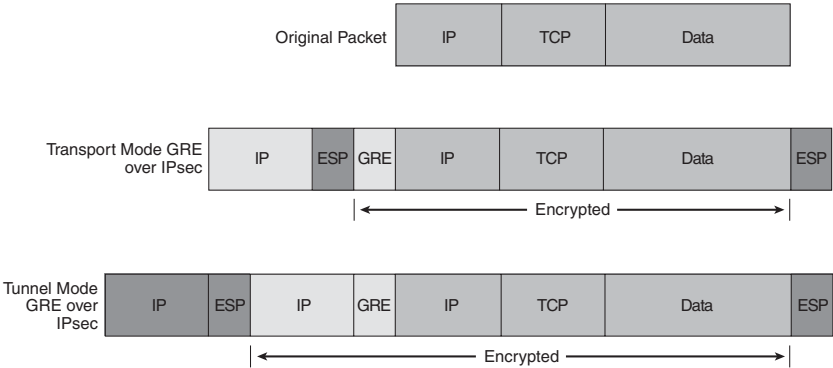 Original Packet IP TCP Data
Transport Mode GRE
over IPsec
IP ESP GRE IP TCP Data ESP
Encrypted
Tunnel Mode
GRE over
IPsec
IP ESP IP GRE IP TCP Data ESP
Encrypted